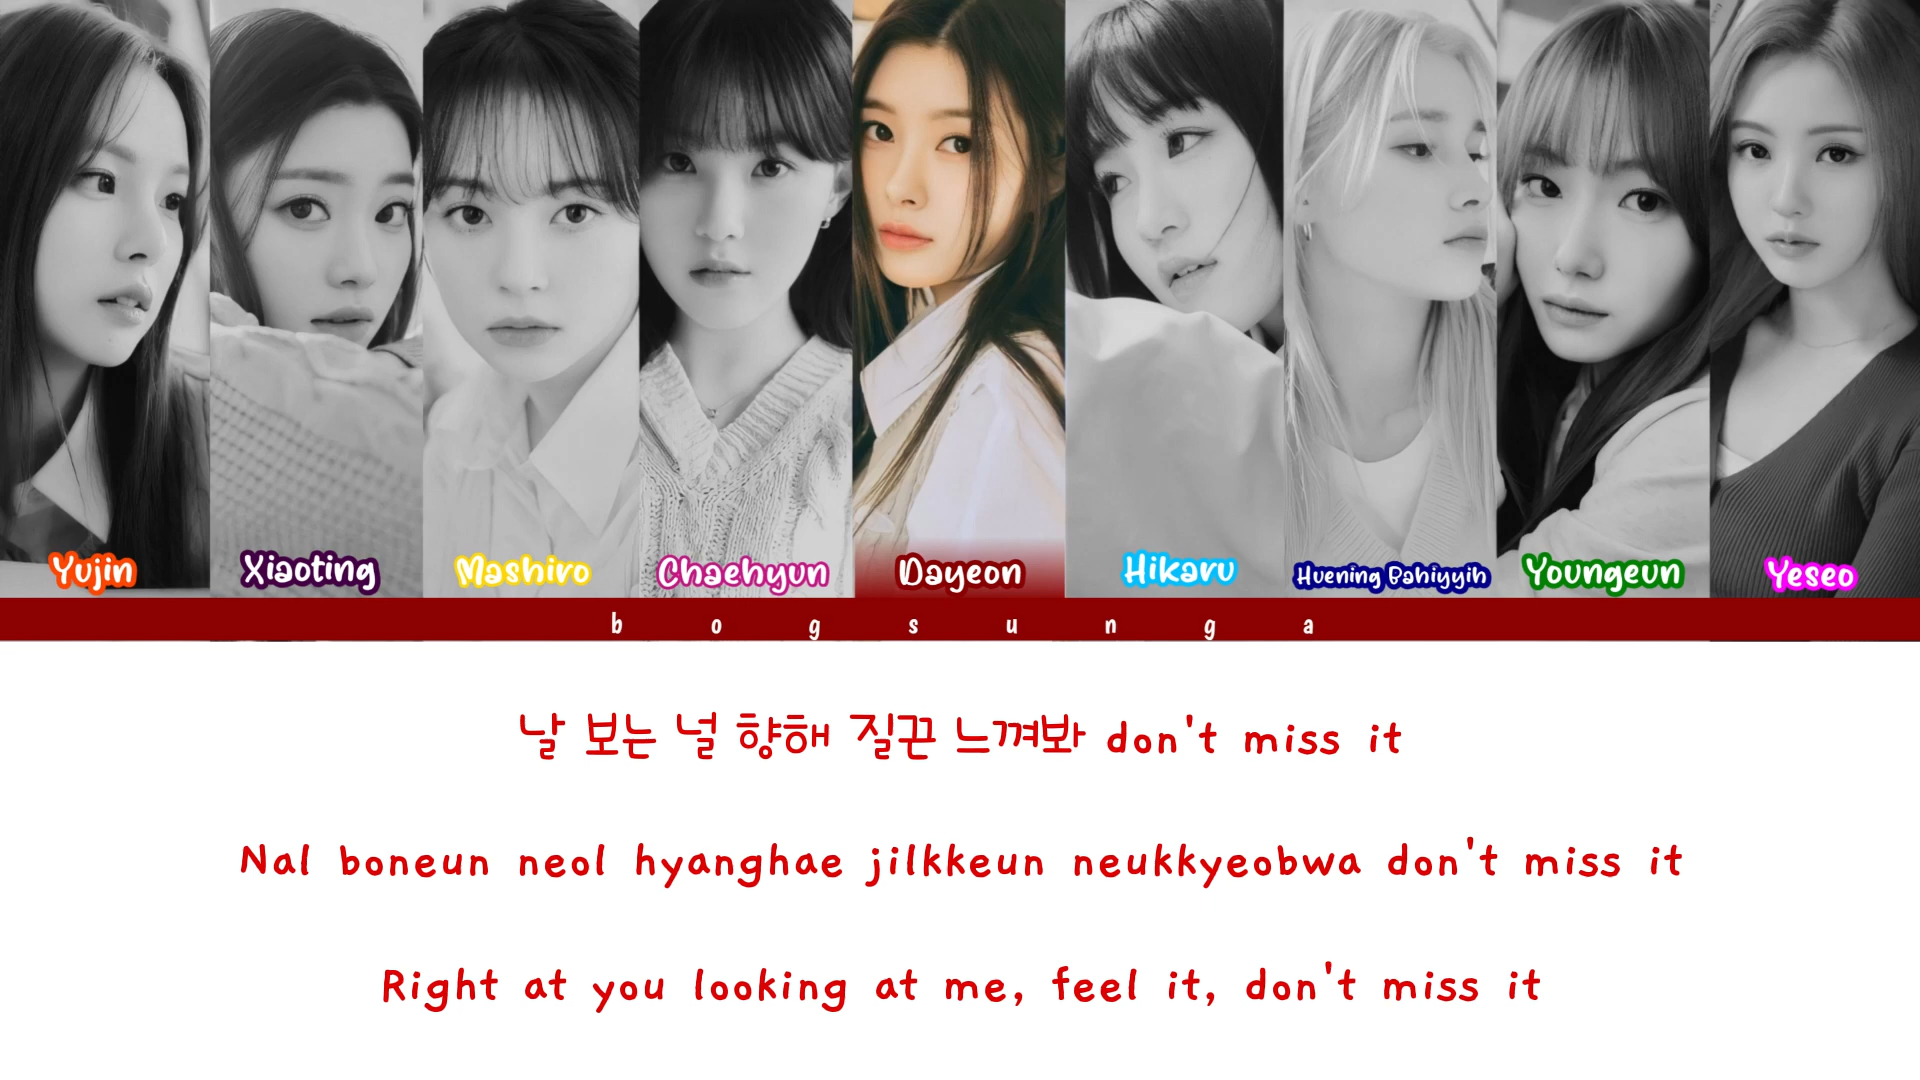 Yujin Xiaoting Mashiro Chaehyun Dayeon Hikaru Huening Bahiyyih Youngeun Yeseo
b o g s u n g a
날 보는 널 향해 질끈 느껴봐 don't miss it
Nal boneun neol hyanghae jilkkeun neukkyeobwa don't miss it
Right at you looking at me, feel it, don't miss it